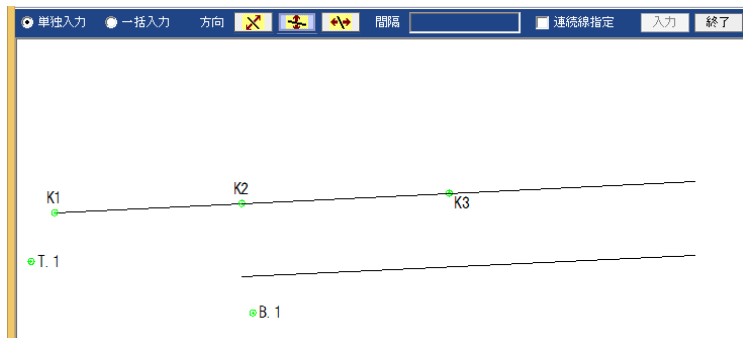 単独入力 一括入力 方向 間隔 連続線指定 入力 終了
K1
K2
K3
T. 1
B. 1